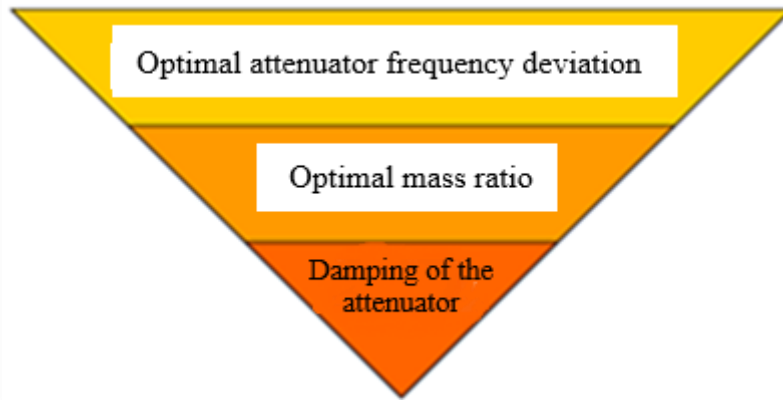 Optimal attenuator frequency deviation
Optimal mass ratio
Damping of the
attenuator